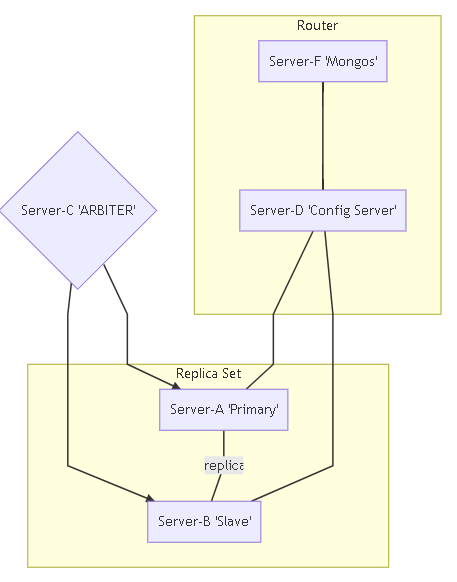 Router
Server-F 'Mongos'
Server-C 'ARBITER'
Server-D 'Config Server'
Replica Set
Server-A 'Primary'
replica
Server-B 'Slave'